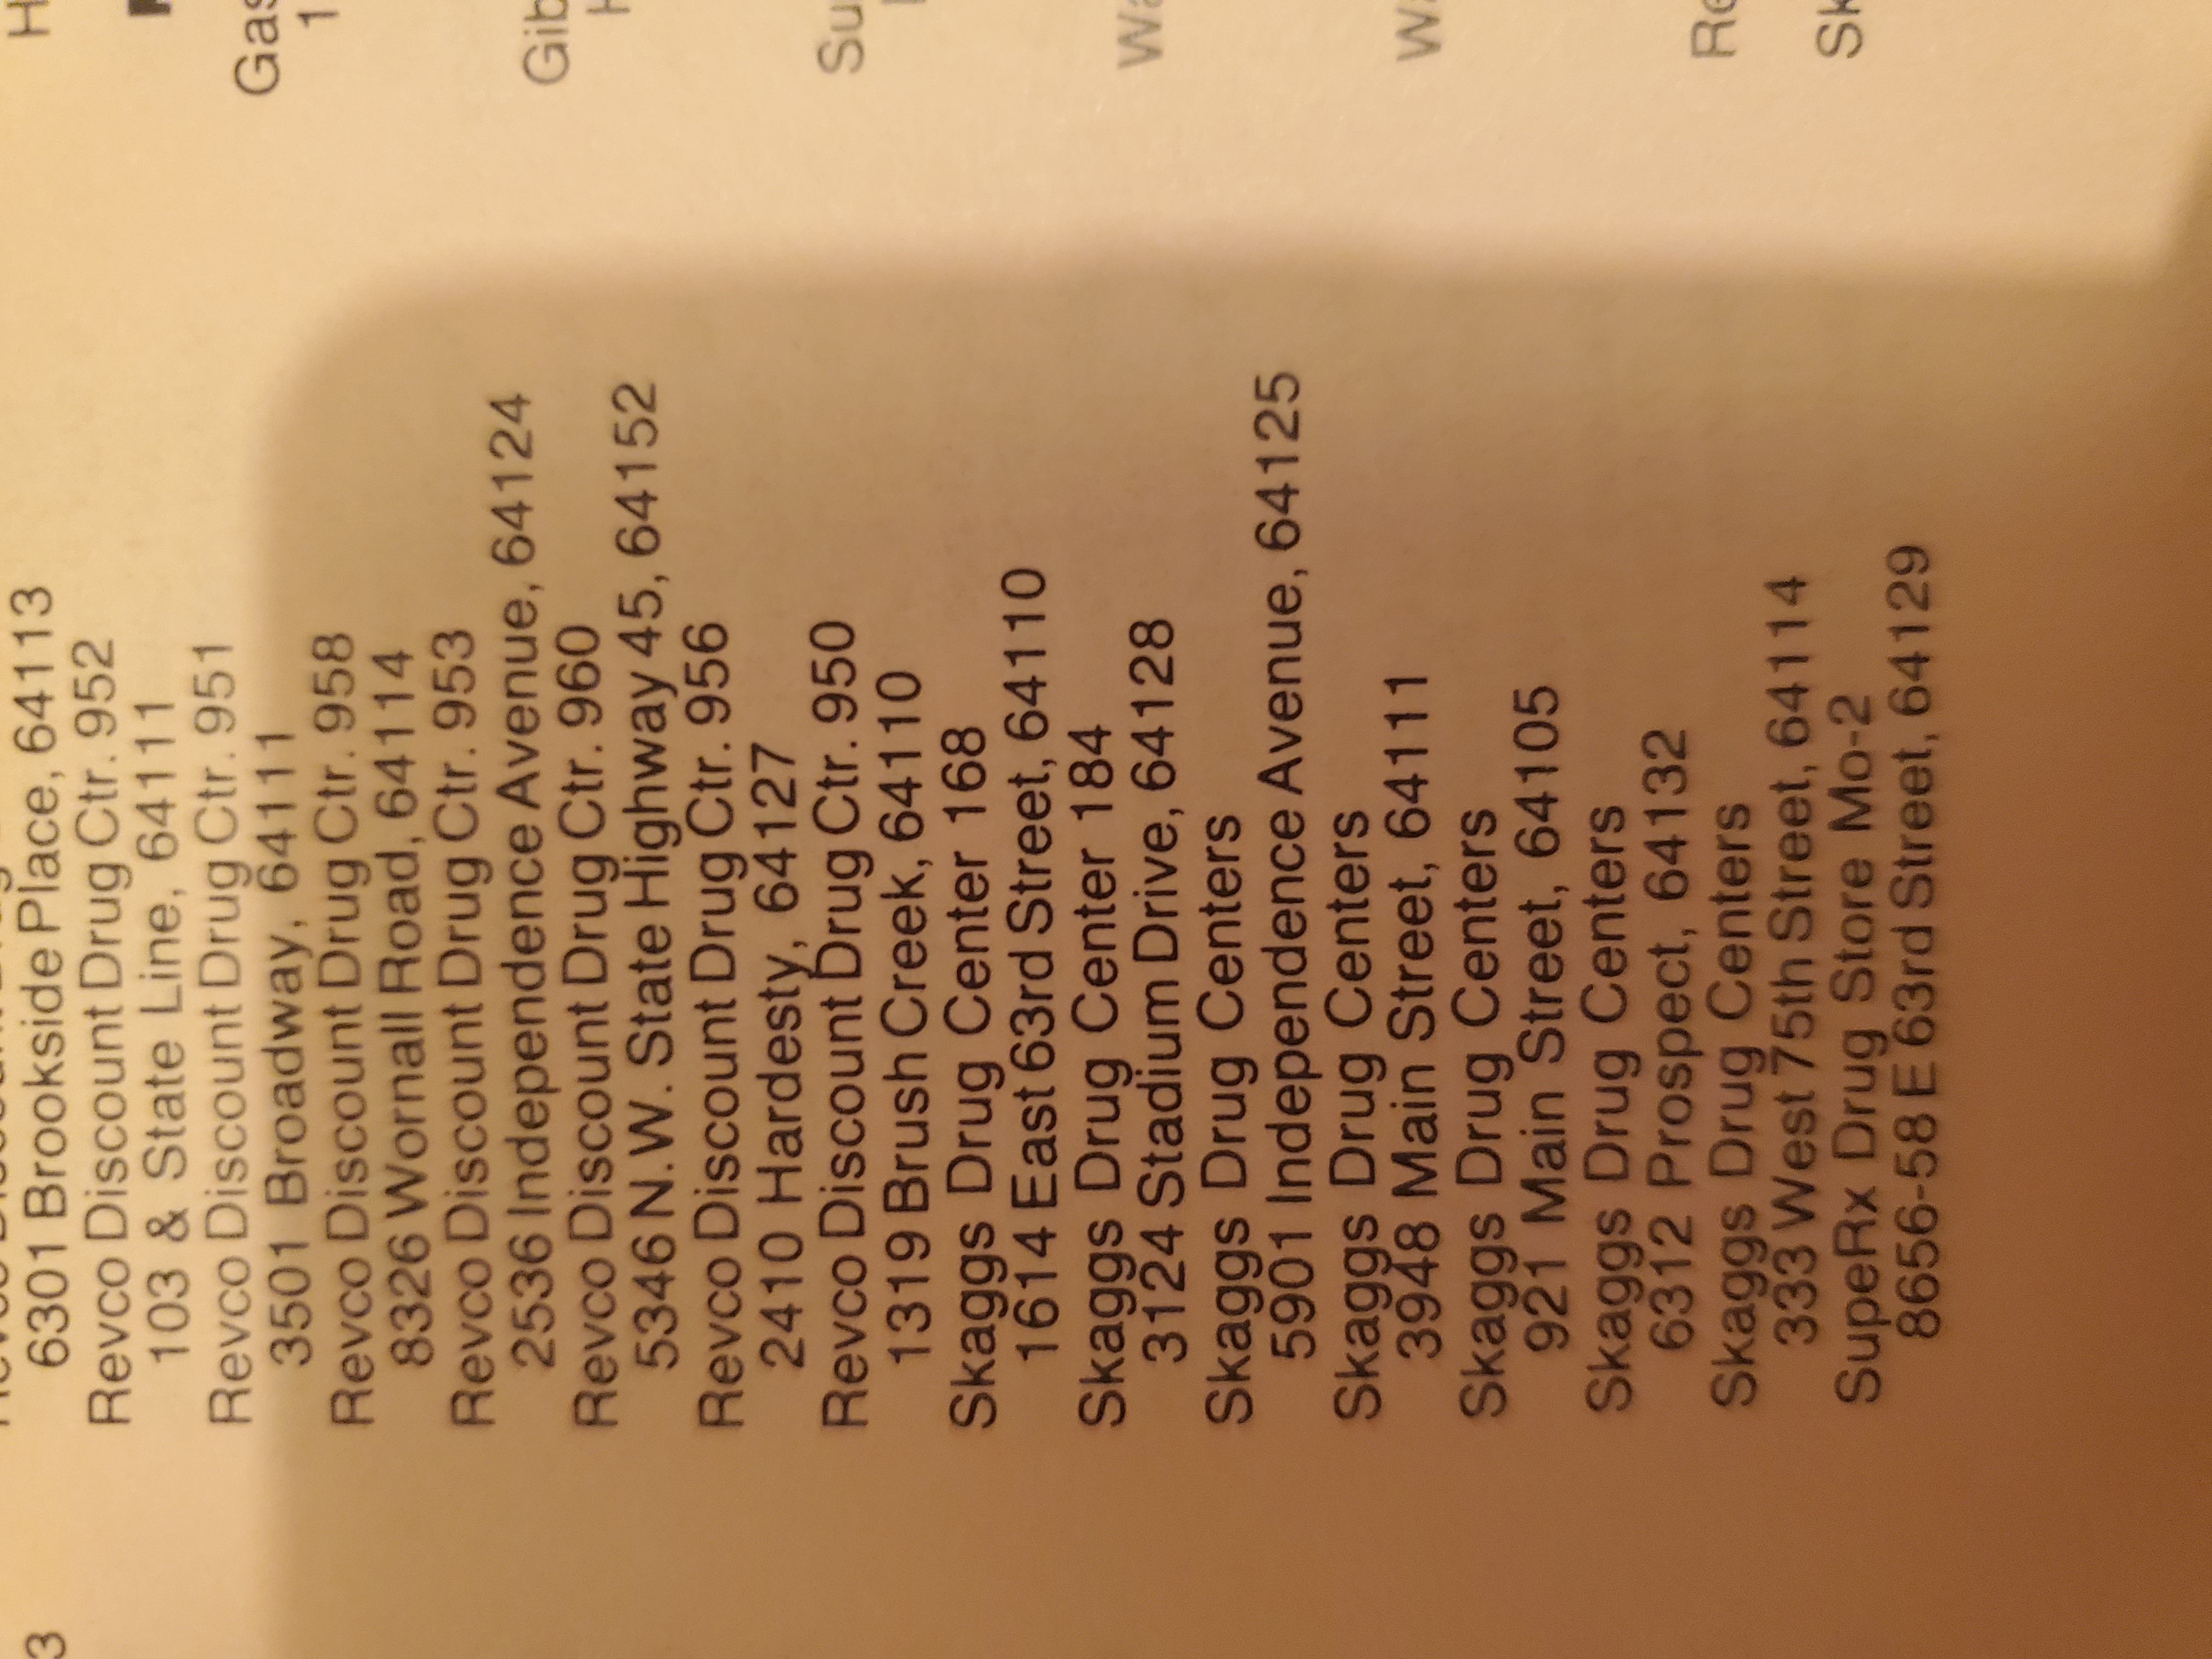 6301 Brookside Place, 64113
Revco Discount Drug Ctr. 952
103 & State Line, 64111
Revco Discount Drug Ctr. 951
3501 Broadway, 64111
Revco Discount Drug Ctr. 958
8326 Wornall Road, 64114
Revco Discount Drug Ctr. 953
2536 Independence Avenue, 64124
Revco Discount Drug Ctr. 960
5346 N.W. State Highway 45, 64152
Revco Discount Drug Ctr. 956
2410 Hardesty, 64127
Revco Discount Drug Ctr. 950
1319 Brush Creek, 64110
Skaggs Drug Center 168
1614 East 63rd Street, 64110
Skaggs Drug Center 184
3124 Stadium Drive, 64128
Skaggs Drug Centers
5901 Independence Avenue, 64125
Skaggs Drug Centers
3948 Main Street, 64111
Skaggs Drug Centers
921 Main Street, 64105
Skaggs Drug Centers
6312 Prospect, 64132
Skaggs Drug Centers
333 West 75th Street, 64114
SupeRx Drug Store Mo-2
8656-58 E 63rd Street, 64129